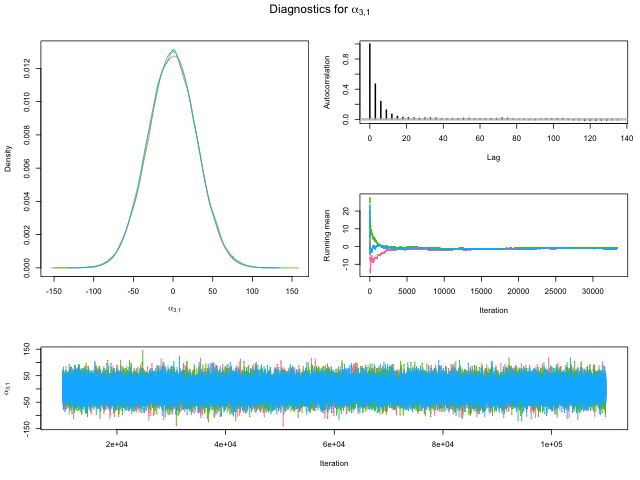 Diagnostics for α3,1
Density
0.000 0.002 0.004 0.006 0.008 0.010 0.012
-150 -100 -50 0 50 100 150
α3,1
Autocorrelation
0.0 0.4 0.8
0 20 40 60 80 100 120 140
Lag
Running mean
-10 0 10 20
0 5000 10000 15000 20000 25000 30000
Iteration
α3,1
-150 -50 50 150
2e+04 4e+04 6e+04 8e+04 1e+05
Iteration